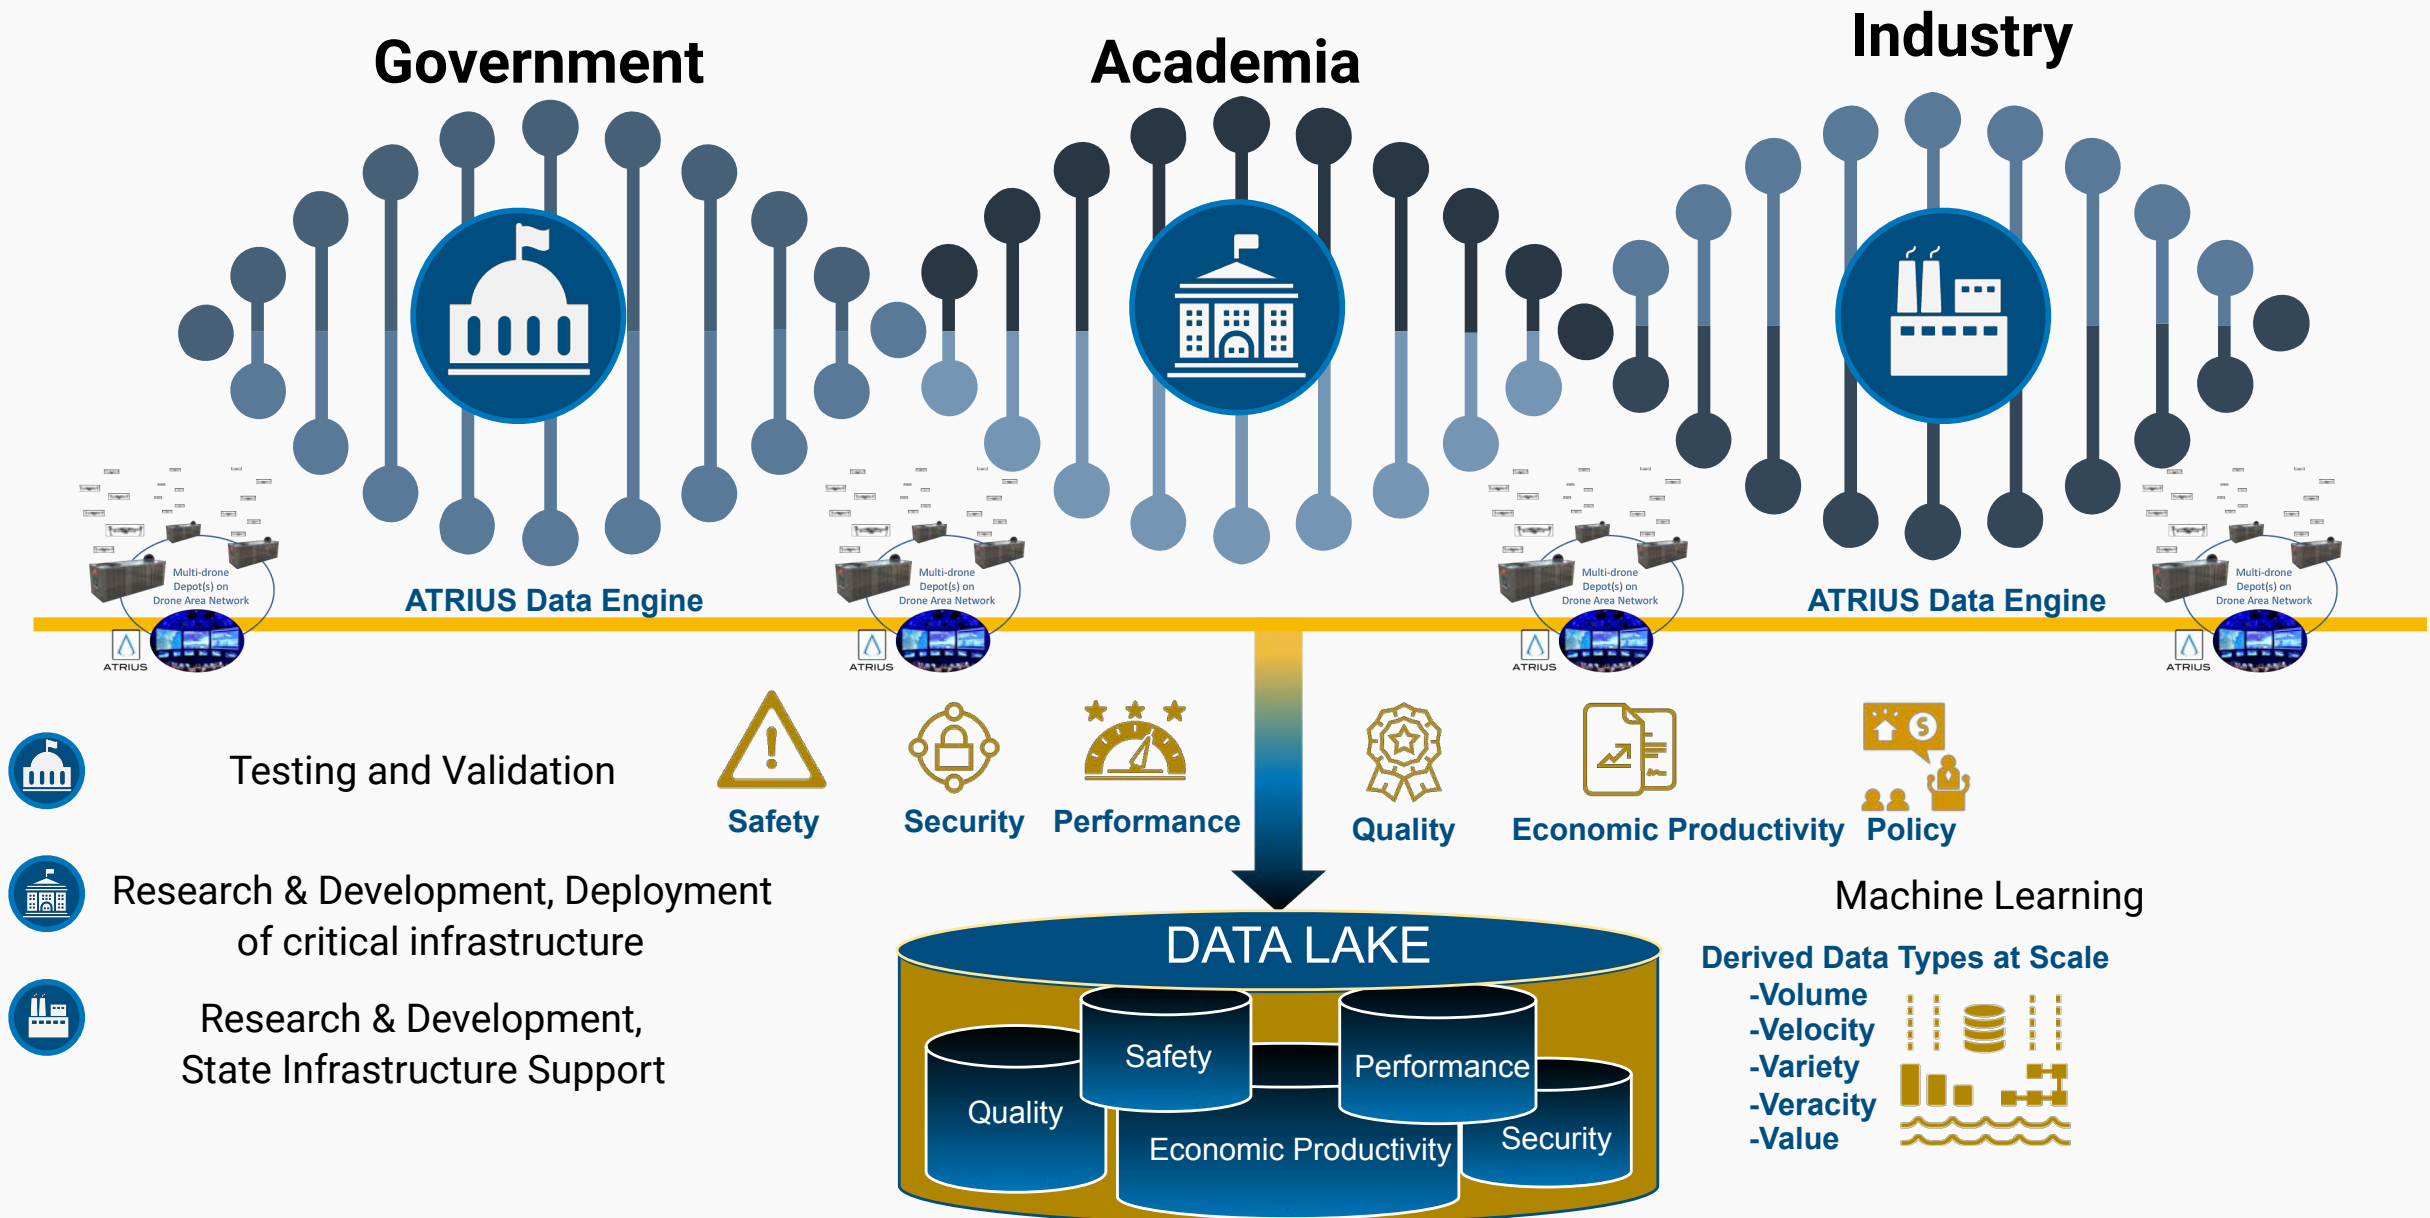 Government
Academia
Industry
Multi-drone
Depot(s) on
Drone Area Network
ATRIUS
ATRIUS Data Engine
Multi-drone
Depot(s) on
Drone Area Network
ATRIUS
Multi-drone
Depot(s) on
Drone Area Network
ATRIUS
ATRIUS Data Engine
Multi-drone
Depot(s) on
Drone Area Network
ATRIUS
Testing and Validation
Research & Development, Deployment
of critical infrastructure
Research & Development,
State Infrastructure Support
Safety
Security
Performance
Quality
Economic Productivity
Policy
DATA LAKE
Safety
Performance
Quality
Economic Productivity
Security
Machine Learning
Derived Data Types at Scale
-Volume
-Velocity
-Variety
-Veracity
-Value